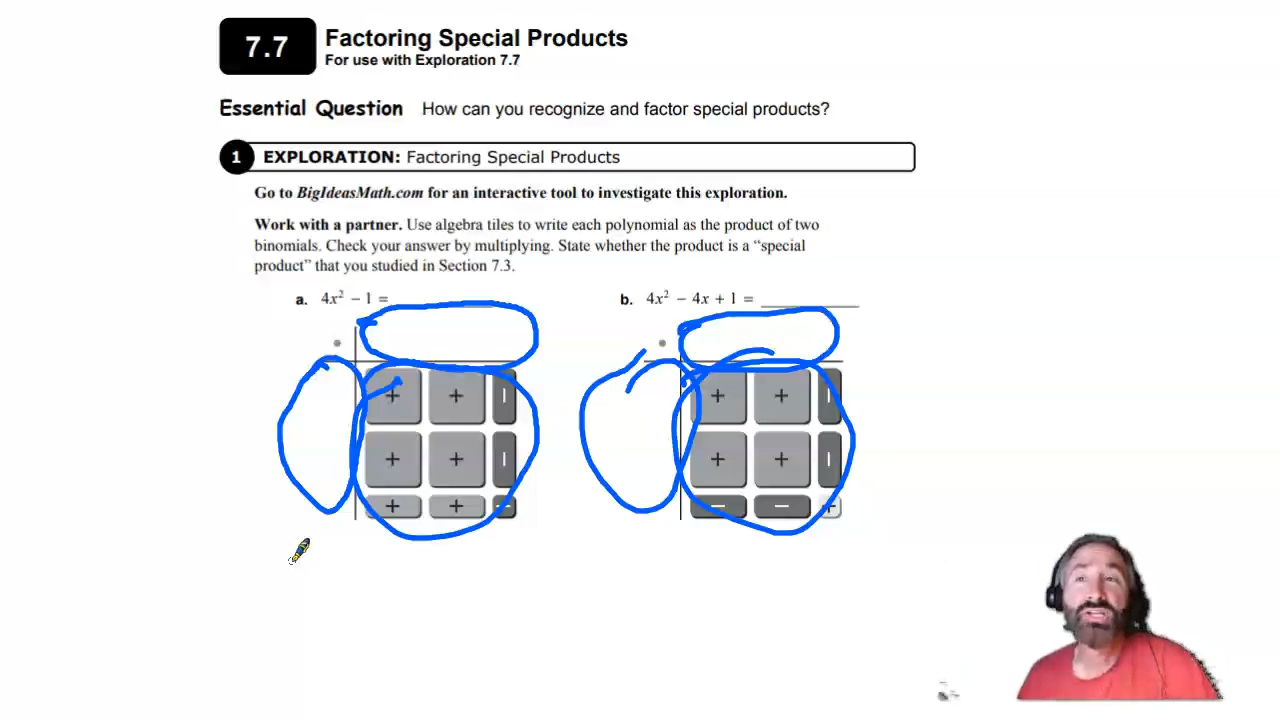 7.7
Factoring Special Products
For use with Exploration 7.7
Essential Question How can you recognize and factor special products?
1 EXPLORATION: Factoring Special Products
Go to BigIdeasMath.com for an interactive tool to investigate this exploration.
Work with a partner. Use algebra tiles to write each polynomial as the product of two
binomials. Check your answer by multiplying. State whether the product is a “special
product” that you studied in Section 7.3.
a. 4x² − 1 = ____________ b. 4x² − 4x + 1 = ____________
+ + − + + −
+ + − + + −
+ + − − − +